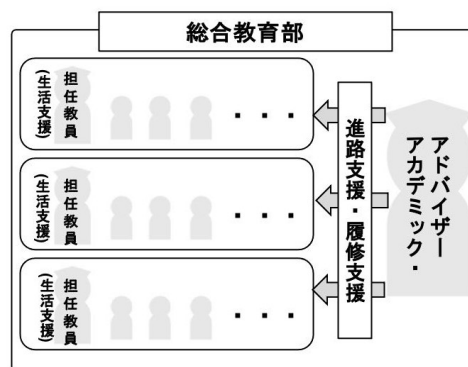 総合教育部
担任教員
(生活支援)
・・・
担任教員
(生活支援)
・・・
担任教員
(生活支援)
・・・
進路支援・履修支援
アドバイザー
アカデミック・